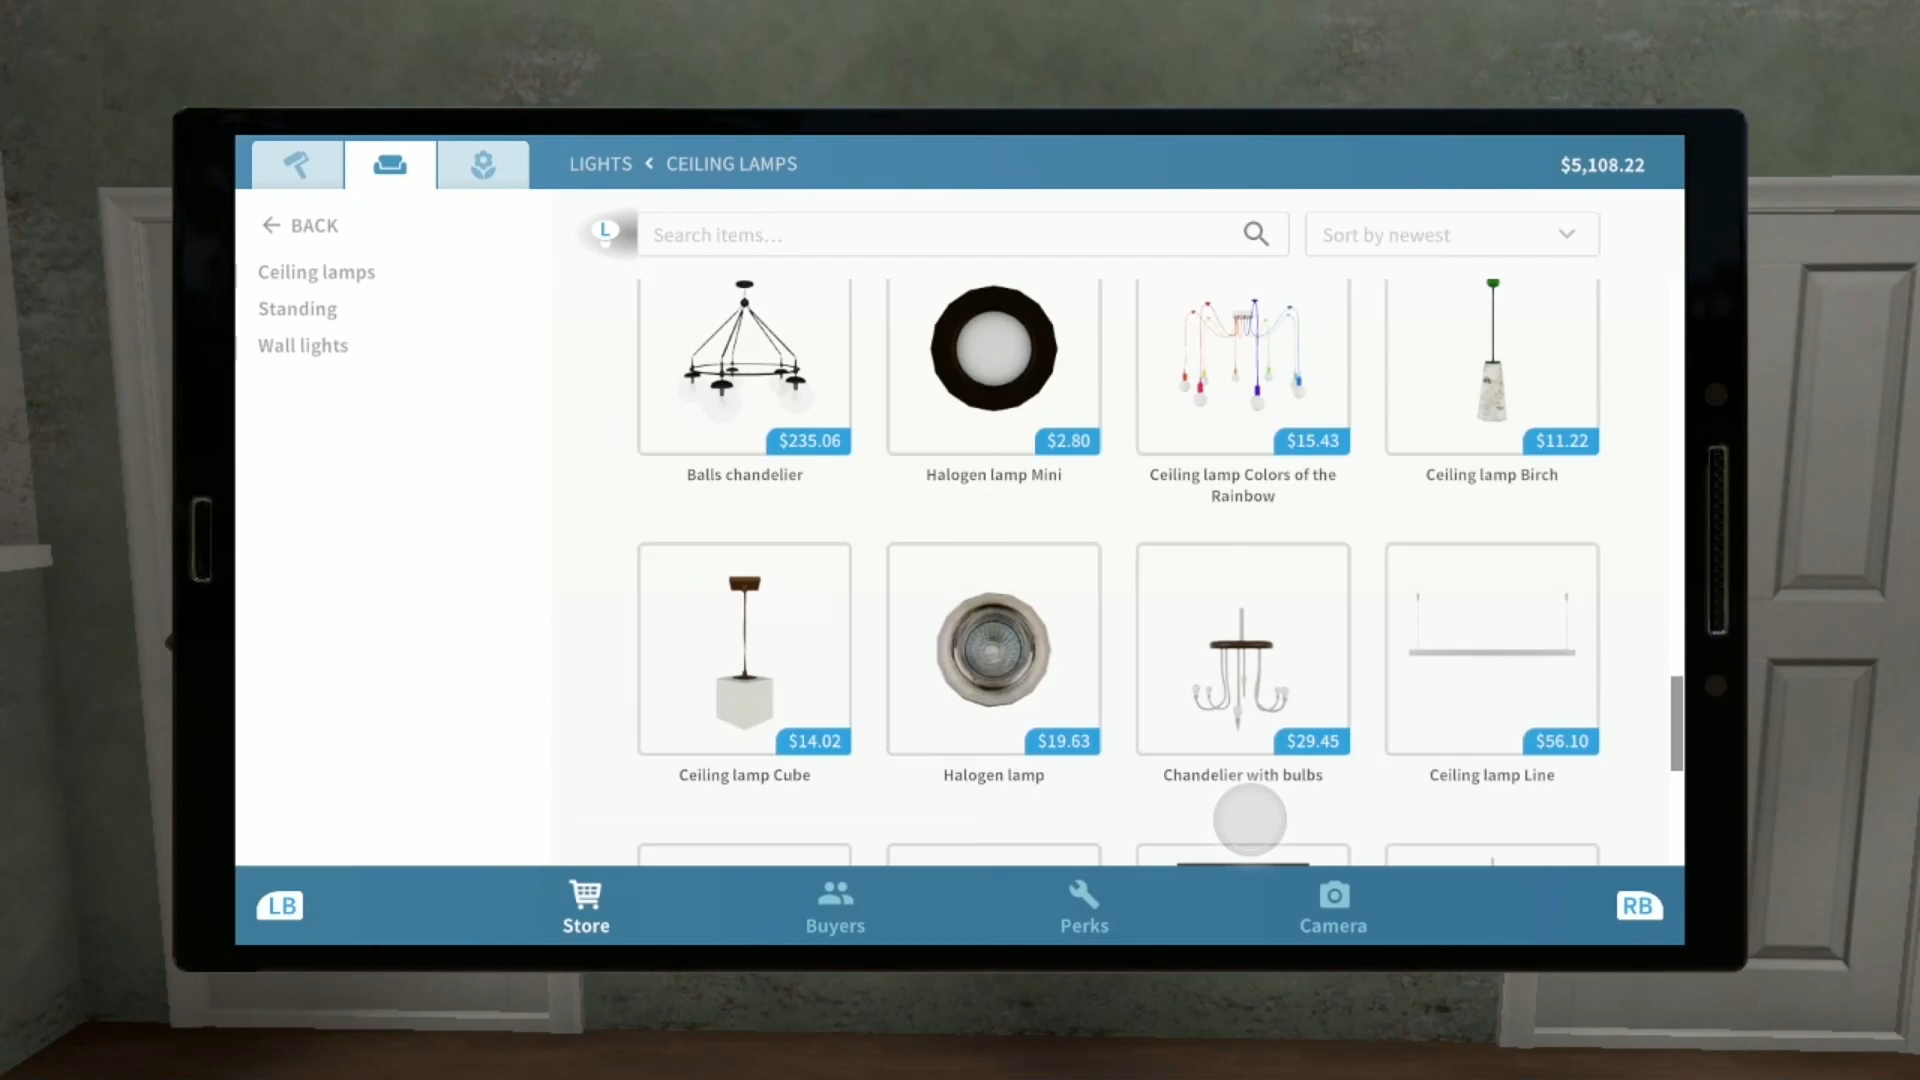 LIGHTS < CEILING LAMPS
$5,108.22
BACK
Ceiling lamps
Standing
Wall lights
L
Search items...
Sort by newest
$235.06
$2.80
$15.43
$11.22
Balls chandelier
Halogen lamp Mini
Ceiling lamp Colors of the
Rainbow
Ceiling lamp Birch
$14.02
$19.63
$29.45
$56.10
Ceiling lamp Cube
Halogen lamp
Chandelier with bulbs
Ceiling lamp Line
LB
Store
Buyers
Perks
Camera
RB